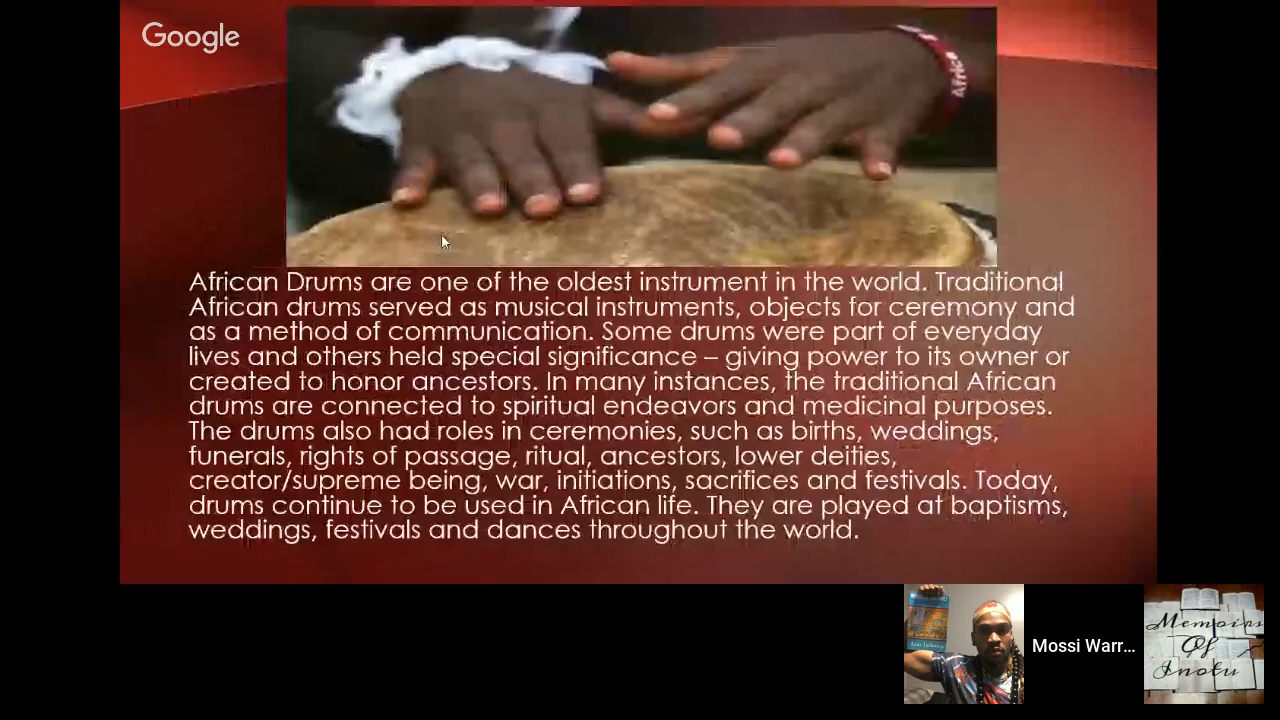 Google
Africa
African Drums are one of the oldest instrument in the world. Traditional
African drums served as musical instruments, objects for ceremony and
as a method of communication. Some drums were part of everyday
lives and others held special significance – giving power to its owner or
created to honor ancestors. In many instances, the traditional African
drums are connected to spiritual endeavors and medicinal purposes.
The drums also had roles in ceremonies, such as births, weddings,
funerals, rights of passage, ritual, ancestors, lower deities,
creator/supreme being, war, initiations, sacrifices and festivals. Today,
drums continue to be used in African life. They are played at baptisms,
weddings, festivals and dances throughout the world.
Mossi Warr...
Memoirs
Of